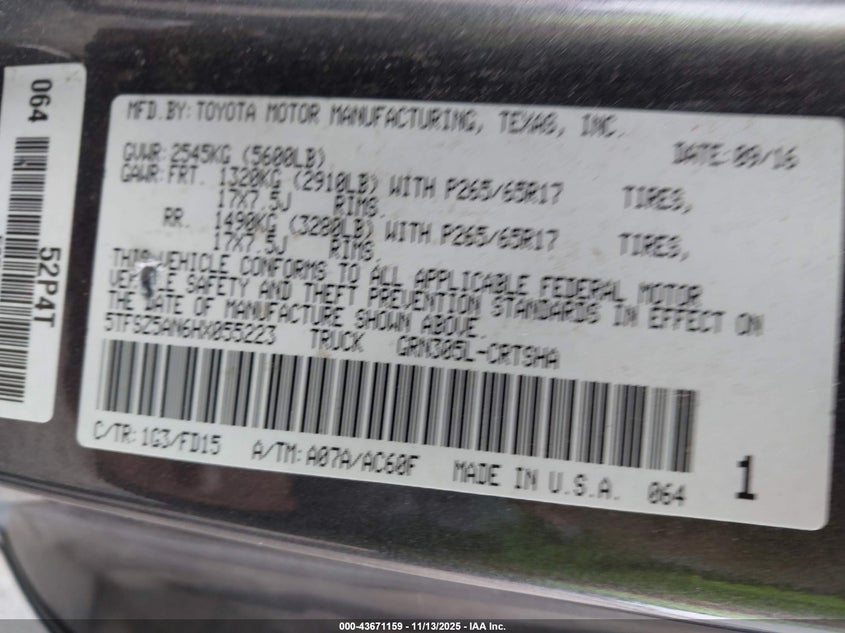 064
52P4T
MFD.BY:TOYOTA MOTOR MANUFACTURING, TEXAS, INC.
DATE:09/16
GVWR:2545KG (5600LB)
GAWR:FRT. 1320KG (2910LB) WITH P265/65R17 TIRES,
17X7.5J RIMS.
RR. 1490KG (3280LB) WITH P265/65R17 TIRES,
17X7.5J RIMS.
THIS VEHICLE CONFORMS TO ALL APPLICABLE FEDERAL MOTOR
VEHICLE SAFETY AND THEFT PREVENTION STANDARDS IN EFFECT ON
THE DATE OF MANUFACTURE SHOWN ABOVE.
5TFSZ5AN6HX055223 TRUCK GRN305L-CRTSHA
C/TR:1G3/FD15 A/TM:A07A/AC60F MADE IN U.S.A. 064 1
000-43671159 - 11/13/2025 - IAA Inc.